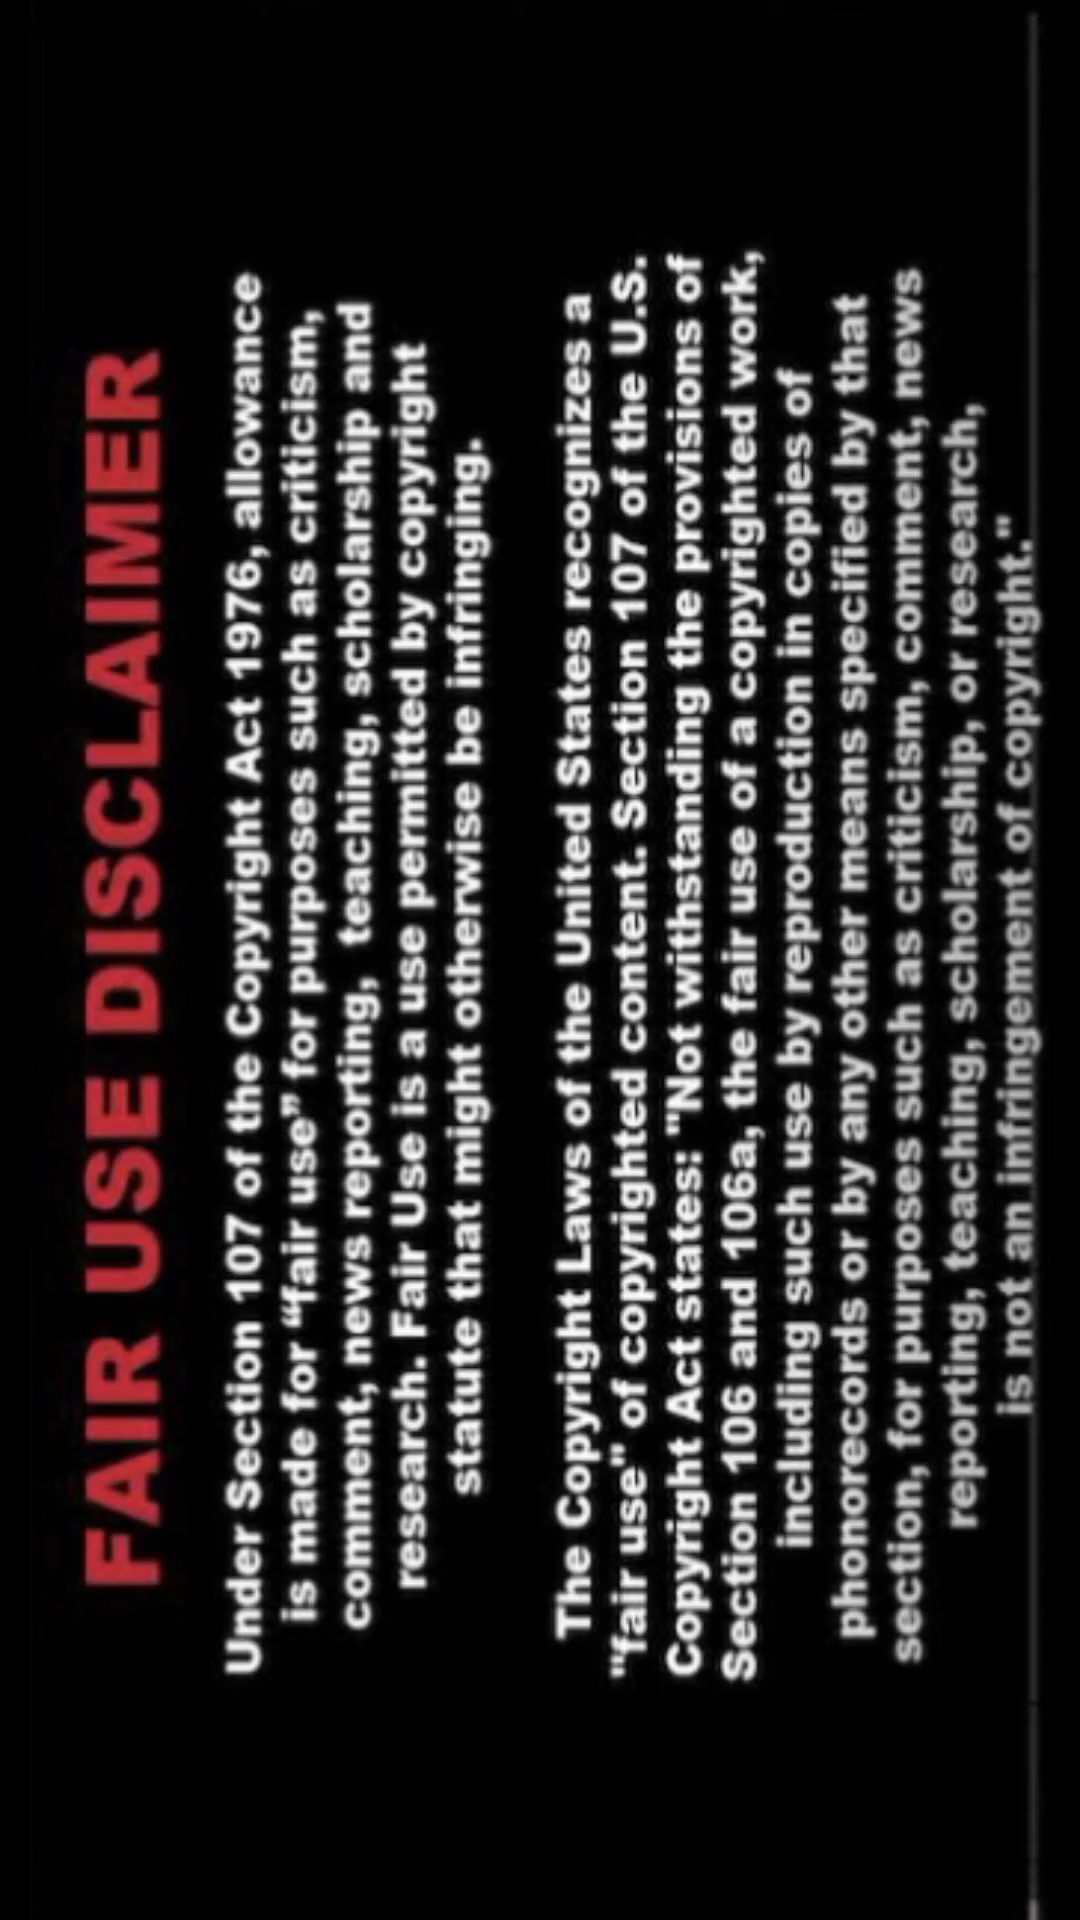 FAIR USE DISCLAIMER
Under Section 107 of the Copyright Act 1976, allowance
is made for “fair use” for purposes such as criticism,
comment, news reporting, teaching, scholarship and
research. Fair Use is a use permitted by copyright
statute that might otherwise be infringing.
The Copyright Laws of the United States recognizes a
"fair use" of copyrighted content. Section 107 of the U.S.
Copyright Act states: "Not withstanding the provisions of
Section 106 and 106a, the fair use of a copyrighted work,
including such use by reproduction in copies of
phonorecords or by any other means specified by that
section, for purposes such as criticism, comment, news
reporting, teaching, scholarship, or research,
is not an infringement of copyright."